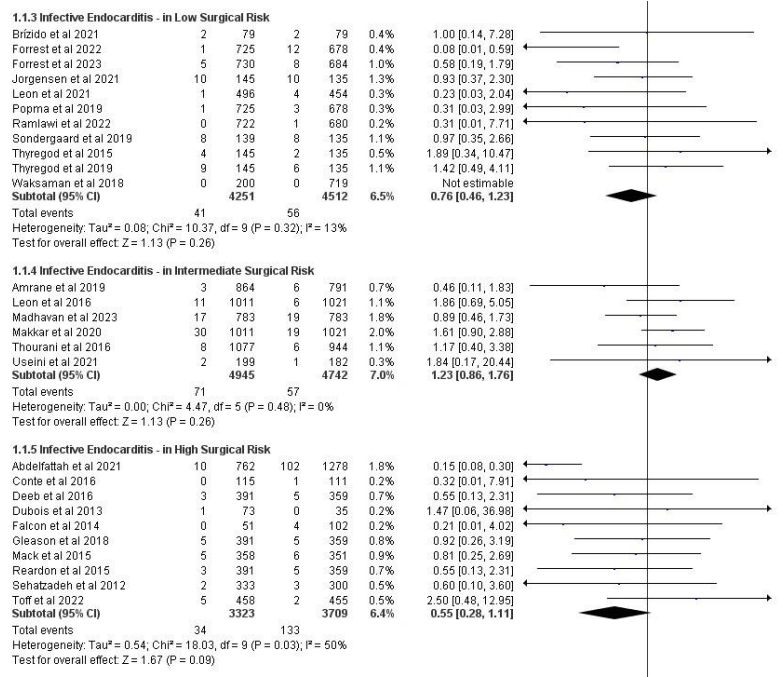 1.1.3 Infective Endocarditis - in Low Surgical Risk
Brízido et al 2021 2 79 2 79 0.4% 1.00 [0.14, 7.28]
Forrest et al 2022 1 725 12 678 0.4% 0.08 [0.01, 0.59]
Forrest et al 2023 5 730 8 684 0.8% 0.58 [0.19, 1.79]
Jorgensen et al 2021 10 145 10 135 1.1% 0.93 [0.37, 2.30]
Leon et al 2021 1 496 4 454 0.3% 0.23 [0.03, 2.04]
Popma et al 2019 1 725 3 678 0.3% 0.31 [0.03, 2.99]
Ramlawi et al 2022 0 722 1 680 0.2% 0.31 [0.01, 7.71]
Sondergaard et al 2019 8 139 8 135 1.0% 0.97 [0.35, 2.66]
Thyregod et al 2015 4 145 2 135 0.5% 1.89 [0.34, 10.47]
Thyregod et al 2019 9 145 6 135 1.1% 1.42 [0.49, 4.11]
Waksaman et al 2018 0 200 0 719 Not estimable
Subtotal (95% CI) 4251 4512 6.5% 0.76 [0.46, 1.23]
Total events 41 56
Heterogeneity: Tau² = 0.08; Chi² = 10.37, df = 9 (P = 0.32); I² = 13%
Test for overall effect: Z = 1.13 (P = 0.26)
1.1.4 Infective Endocarditis - in Intermediate Surgical Risk
Amrane et al 2019 3 864 6 791 0.7% 0.46 [0.11, 1.83]
Leon et al 2016 11 1011 6 1021 1.1% 1.86 [0.69, 5.05]
Madhavan et al 2023 17 783 19 783 1.8% 0.89 [0.46, 1.73]
Makkar et al 2020 30 1011 19 1021 2.0% 1.61 [0.90, 2.88]
Thourani et al 2016 8 1077 6 944 1.1% 1.17 [0.40, 3.38]
Useini et al 2021 2 199 1 182 0.3% 1.84 [0.17, 20.44]
Subtotal (95% CI) 4945 4742 7.0% 1.23 [0.86, 1.76]
Total events 71 57
Heterogeneity: Tau² = 0.00; Chi² = 4.47, df = 5 (P = 0.48); I² = 0%
Test for overall effect: Z = 1.13 (P = 0.26)
1.1.5 Infective Endocarditis - in High Surgical Risk
Abdelfattah et al 2021 10 762 102 1278 1.8% 0.15 [0.08, 0.30]
Conte et al 2016 0 115 1 111 0.2% 0.32 [0.01, 7.91]
Deeb et al 2016 3 391 5 359 0.7% 0.55 [0.13, 2.31]
Dubois et al 2013 1 73 0 35 0.2% 1.47 [0.06, 36.98]
Falcon et al 2014 0 51 4 102 0.2% 0.21 [0.01, 4.02]
Gleason et al 2018 5 391 5 359 0.7% 0.92 [0.26, 3.19]
Mack et al 2015 5 358 6 351 0.7% 0.81 [0.25, 2.69]
Reardon et al 2015 3 391 5 359 0.7% 0.55 [0.13, 2.31]
Sehatzadeh et al 2012 2 333 3 300 0.4% 0.60 [0.10, 3.60]
Toff et al 2022 5 458 2 455 0.5% 2.50 [0.48, 12.95]
Subtotal (95% CI) 3323 3709 6.4% 0.55 [0.28, 1.11]
Total events 34 133
Heterogeneity: Tau² = 0.54; Chi² = 18.03, df = 9 (P = 0.03); I² = 50%
Test for overall effect: Z = 1.67 (P = 0.09)